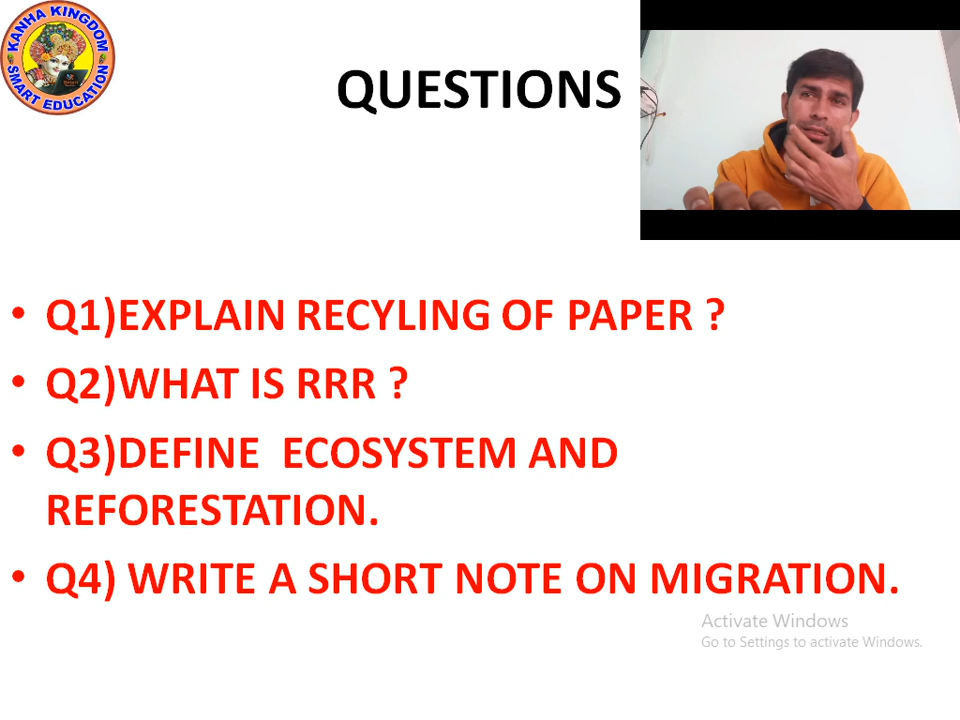 KANHA KINGDOM
SMART EDUCATION
QUESTIONS
• Q1)EXPLAIN RECYLING OF PAPER ?
• Q2)WHAT IS RRR ?
• Q3)DEFINE ECOSYSTEM AND
REFORESTATION.
• Q4) WRITE A SHORT NOTE ON MIGRATION.
Activate Windows
Go to Settings to activate Windows.